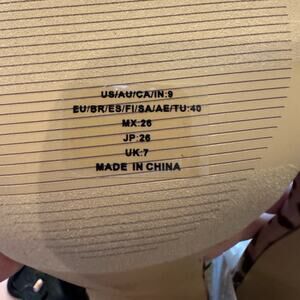 US/AU/CA/IN:9
EU/BR/ES/FI/SA/AE/TU:40
MX:26
JP:26
UK:7
MADE IN CHINA